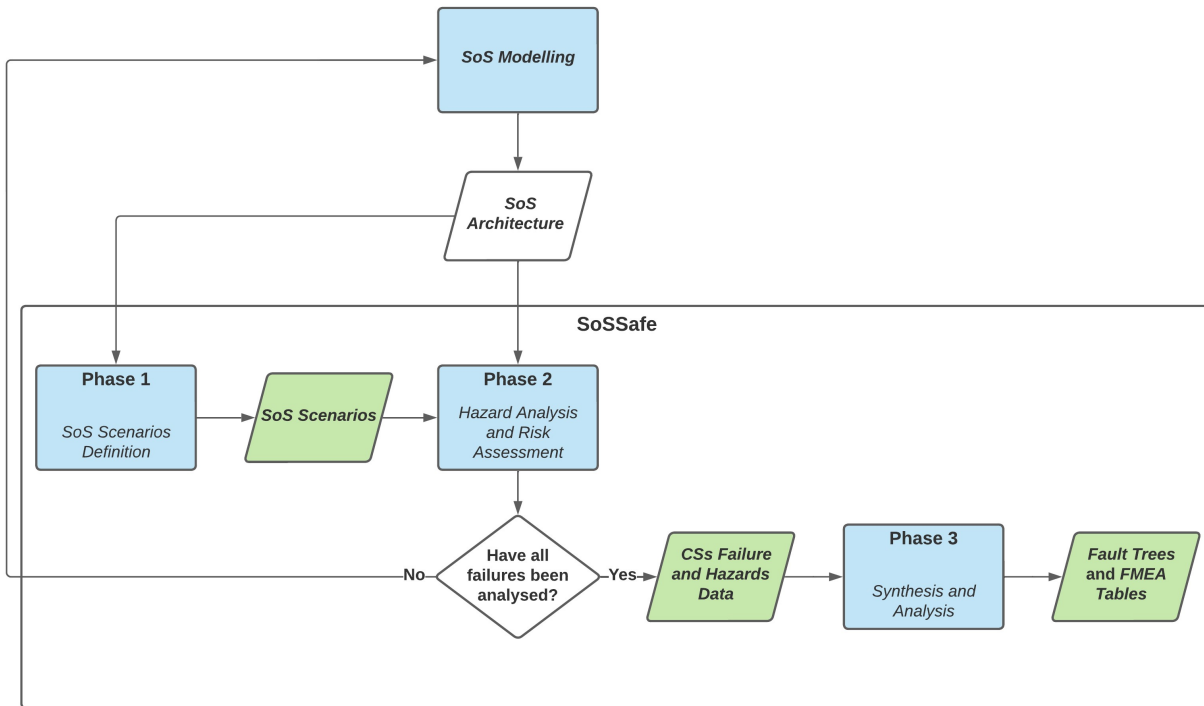 SoS Modelling
SoS
Architecture
SoSSafe
Phase 1
SoS Scenarios
Definition
SoS Scenarios
Phase 2
Hazard Analysis
and Risk
Assessment
Have all
failures been
analysed?
No
Yes
CSs Failure
and Hazards
Data
Phase 3
Synthesis and
Analysis
Fault Trees
and FMEA
Tables